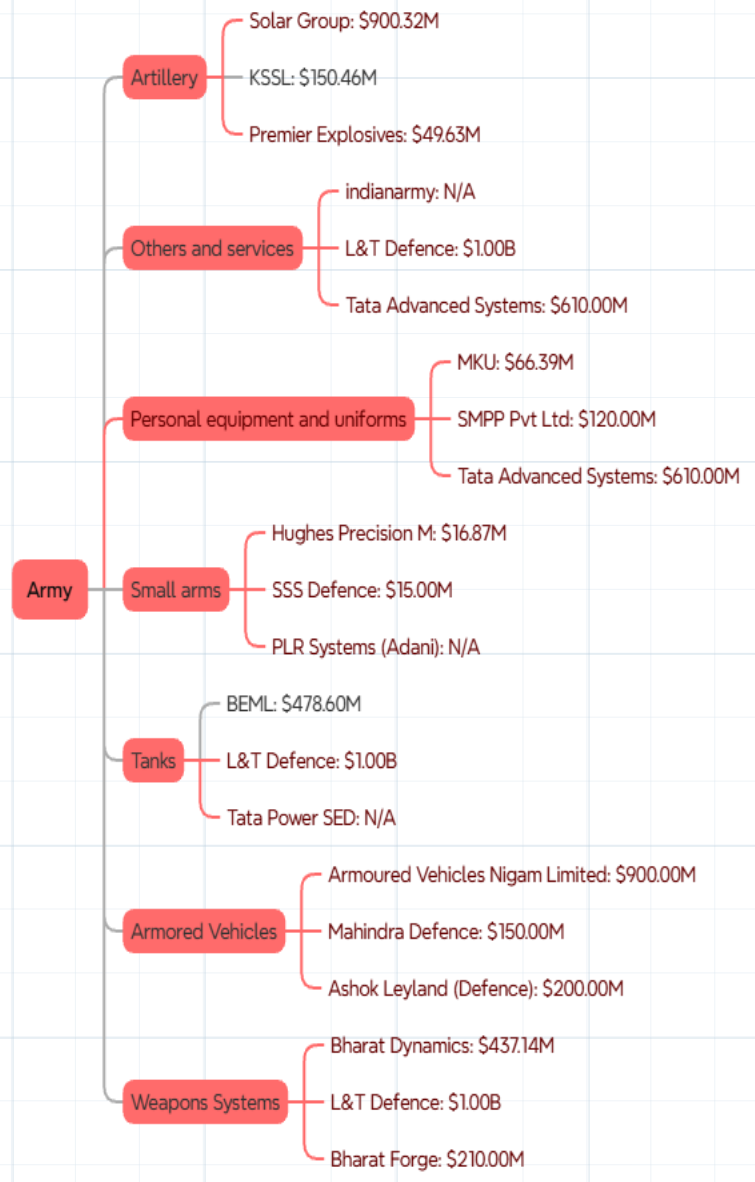 Army
Artillery
Solar Group: $900.32M
KSSL: $150.46M
Premier Explosives: $49.63M
Others and services
indianarmy: N/A
L&T Defence: $1.00B
Tata Advanced Systems: $610.00M
Personal equipment and uniforms
MKU: $66.39M
SMPP Pvt Ltd: $120.00M
Tata Advanced Systems: $610.00M
Small arms
Hughes Precision M: $16.87M
SSS Defence: $15.00M
PLR Systems (Adani): N/A
Tanks
BEML: $478.60M
L&T Defence: $1.00B
Tata Power SED: N/A
Armored Vehicles
Armoured Vehicles Nigam Limited: $900.00M
Mahindra Defence: $150.00M
Ashok Leyland (Defence): $200.00M
Weapons Systems
Bharat Dynamics: $437.14M
L&T Defence: $1.00B
Bharat Forge: $210.00M